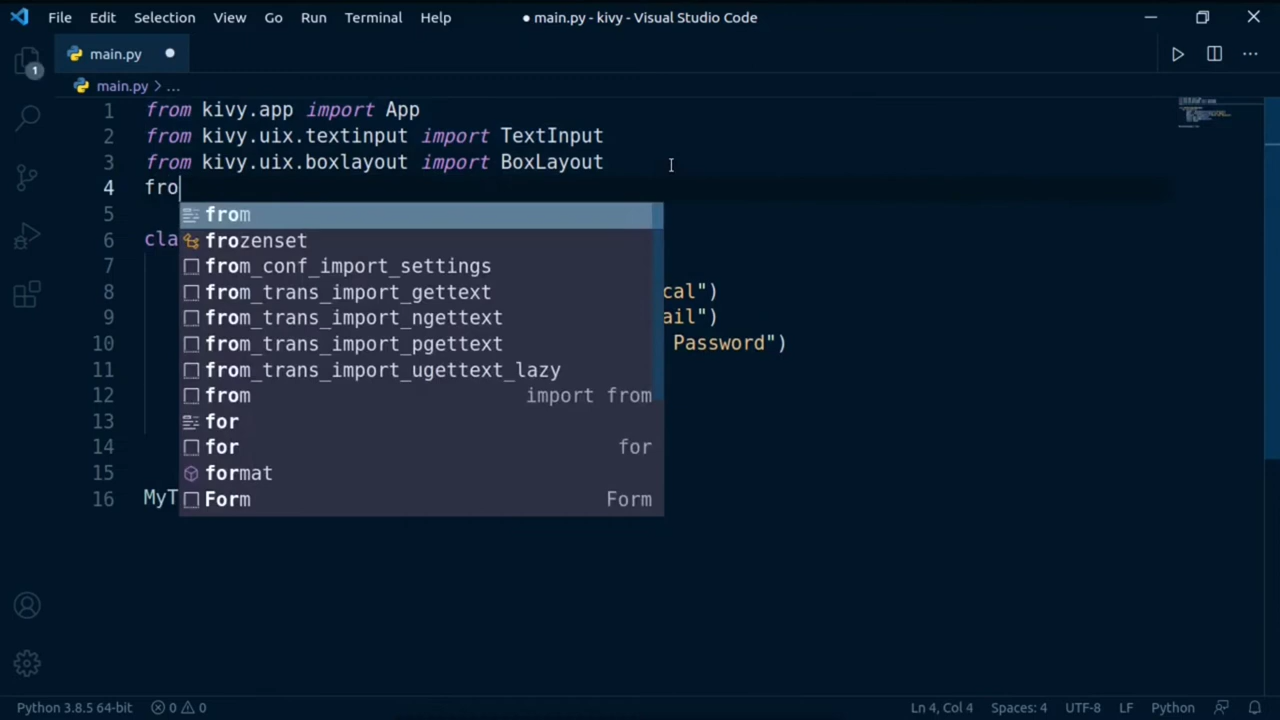 File Edit Selection View Go Run Terminal Help ● main.py - kivy - Visual Studio Code
main.py ●
1
main.py > ...
1 from kivy.app import App
2 from kivy.uix.textinput import TextInput
3 from kivy.uix.boxlayout import BoxLayout
4 fro
5 from
6 cla frozenset
7 from_conf_import_settings
8 from_trans_import_gettext cal")
9 from_trans_import_ngettext ail")
10 from_trans_import_pgettext Password")
11 from_trans_import_ugettext_lazy
12 from import from
13 for
14 for for
15 format
16 MyT Form Form
Python 3.8.5 64-bit 0 0 Ln 4, Col 4 Spaces: 4 UTF-8 LF Python